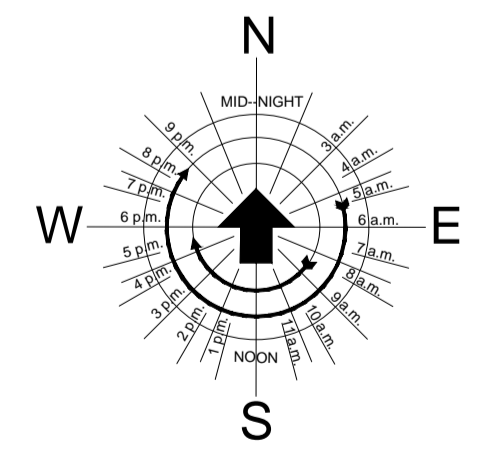 N
MID--NIGHT
9 p.m.
3 a.m.
8 p.m.
4 a.m.
7 p.m.
5 a.m.
W
6 p.m.
6 a.m.
E
5 p.m.
7 a.m.
4 p.m.
8 a.m.
3 p.m.
9 a.m.
2 p.m.
10 a.m.
1 p.m.
11 a.m.
NOON
S